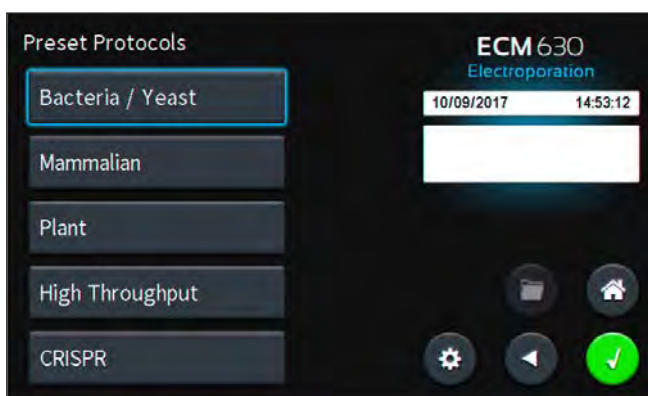 Preset Protocols
Bacteria / Yeast
Mammalian
Plant
High Throughput
CRISPR
ECM 630
Electroporation
10/09/2017 14:53:12